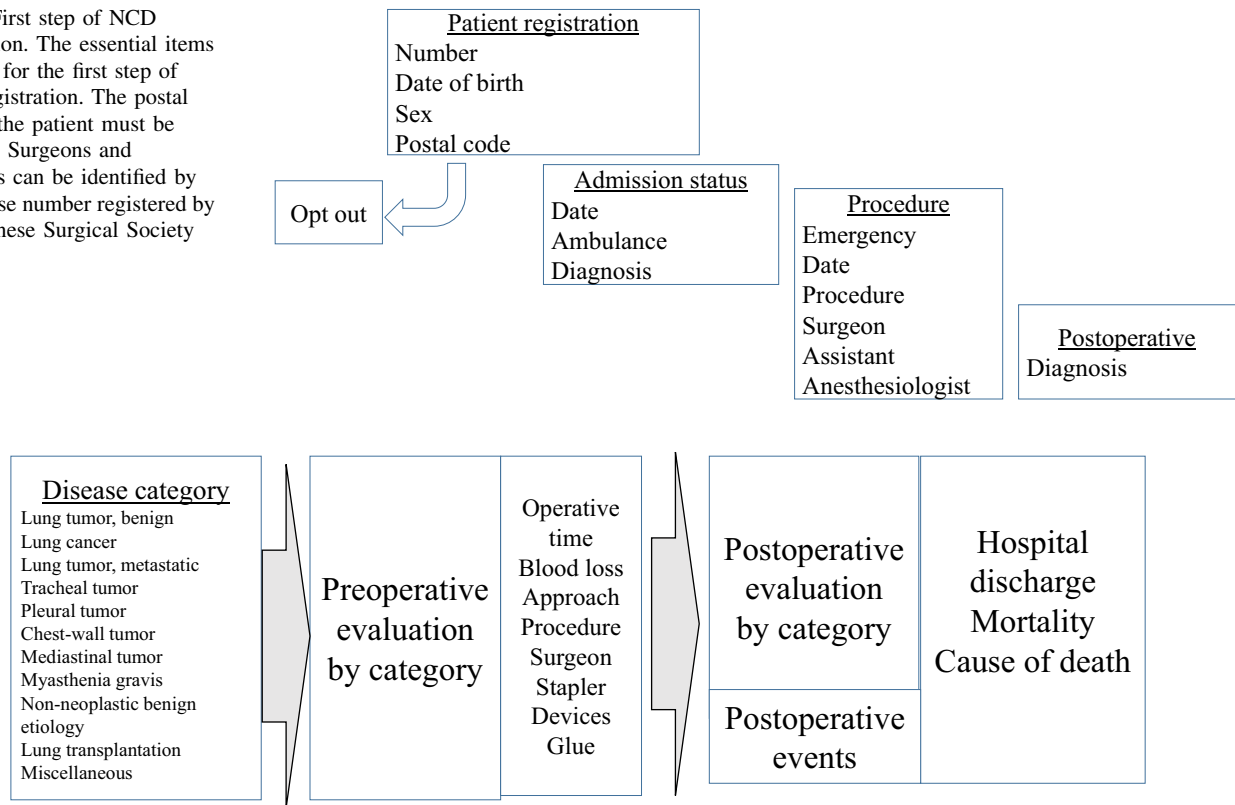 First step of NCD
on. The essential items
for the first step of
gistration. The postal
the patient must be
Surgeons and
s can be identified by
se number registered by
nese Surgical Society
Patient registration
Number
Date of birth
Sex
Postal code
Opt out
Admission status
Date
Ambulance
Diagnosis
Procedure
Emergency
Date
Procedure
Surgeon
Assistant
Anesthesiologist
Postoperative
Diagnosis
Disease category
Lung tumor, benign
Lung cancer
Lung tumor, metastatic
Tracheal tumor
Pleural tumor
Chest-wall tumor
Mediastinal tumor
Myasthenia gravis
Non-neoplastic benign
etiology
Lung transplantation
Miscellaneous
Preoperative
evaluation
by category
Operative
time
Blood loss
Approach
Procedure
Surgeon
Stapler
Devices
Glue
Postoperative
evaluation
by category
Postoperative
events
Hospital
discharge
Mortality
Cause of death